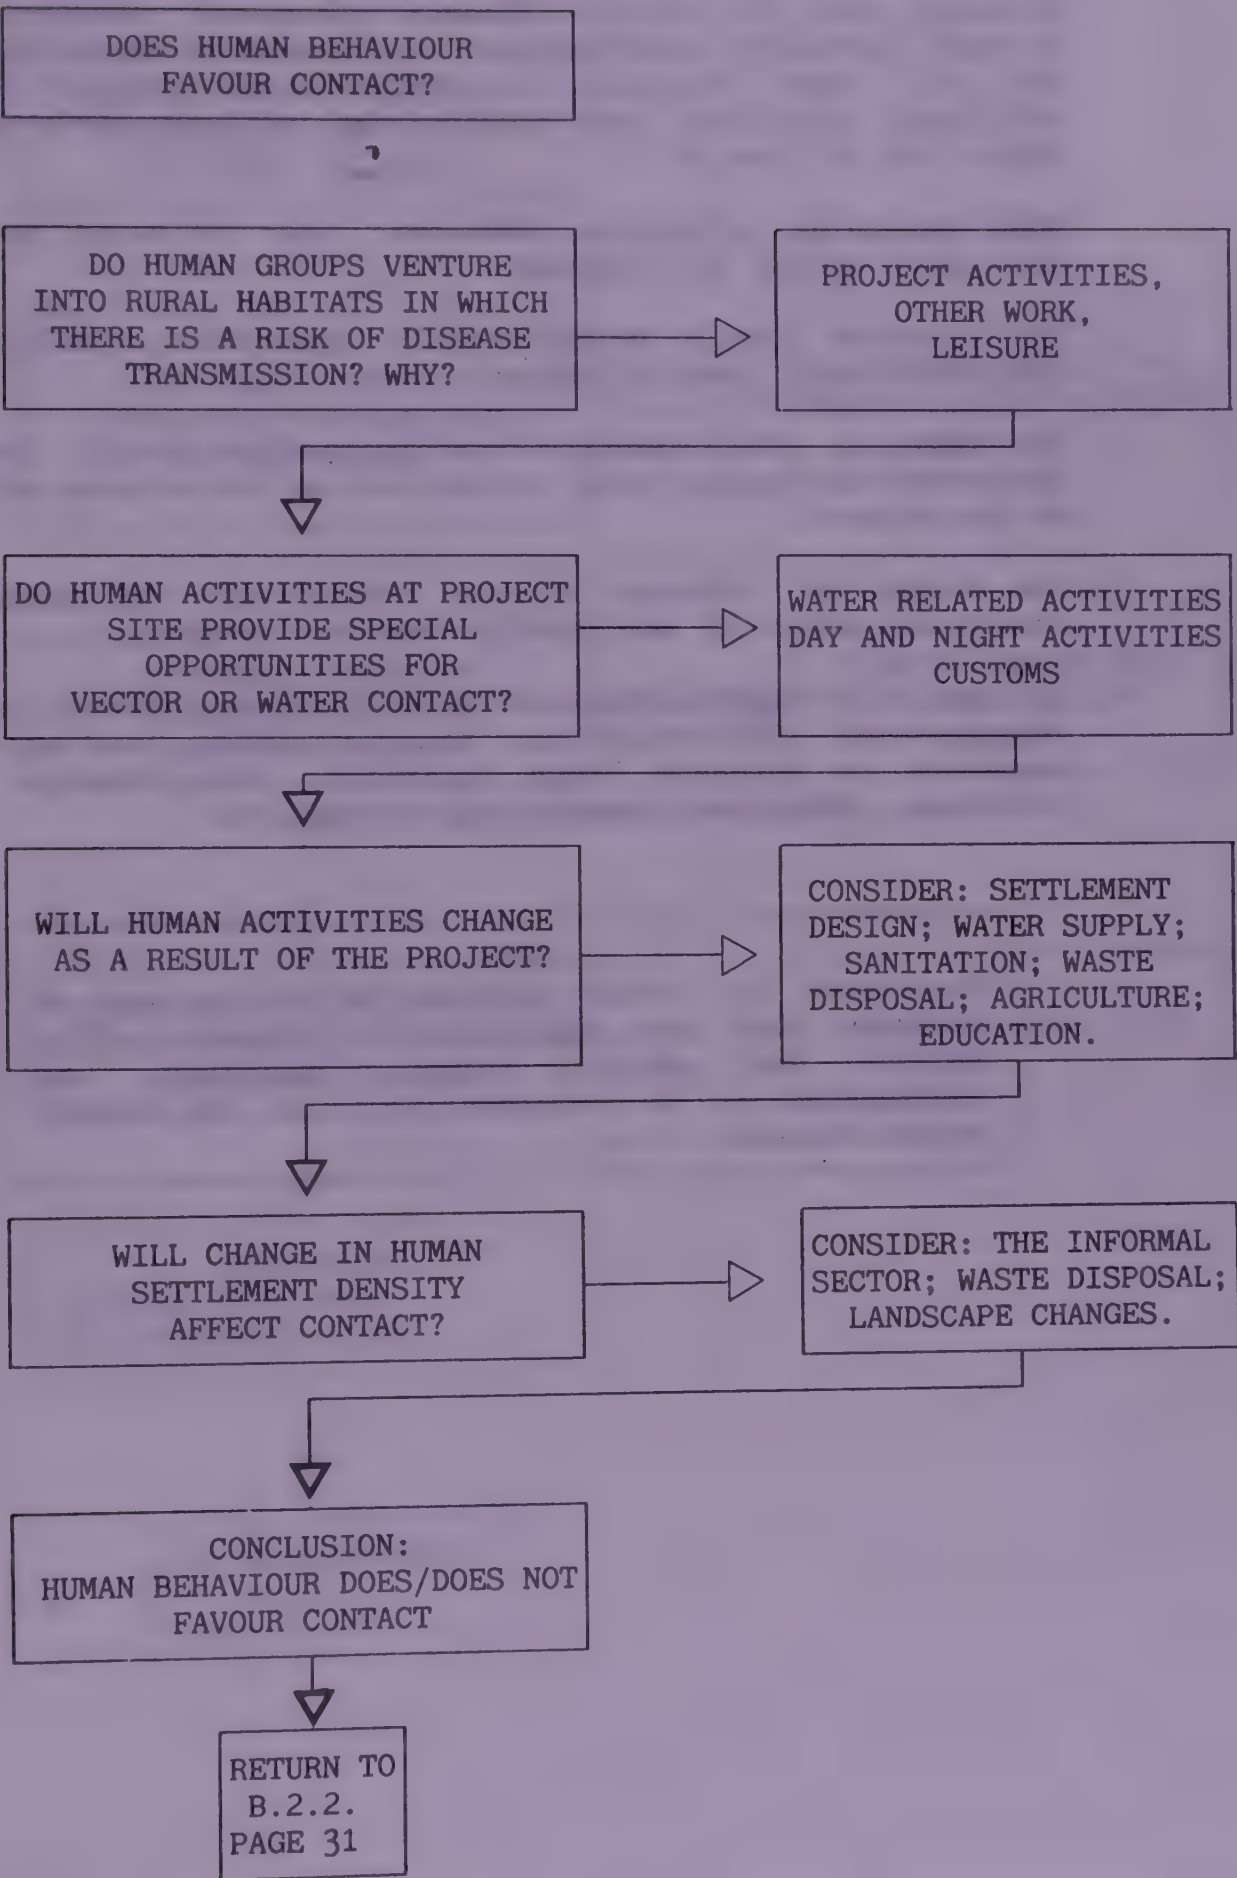 DOES HUMAN BEHAVIOUR
FAVOUR CONTACT?
DO HUMAN GROUPS VENTURE
INTO RURAL HABITATS IN WHICH
THERE IS A RISK OF DISEASE
TRANSMISSION? WHY?
PROJECT ACTIVITIES,
OTHER WORK,
LEISURE
DO HUMAN ACTIVITIES AT PROJECT
SITE PROVIDE SPECIAL
OPPORTUNITIES FOR
VECTOR OR WATER CONTACT?
WATER RELATED ACTIVITIES
DAY AND NIGHT ACTIVITIES
CUSTOMS
WILL HUMAN ACTIVITIES CHANGE
AS A RESULT OF THE PROJECT?
CONSIDER: SETTLEMENT
DESIGN; WATER SUPPLY;
SANITATION; WASTE
DISPOSAL; AGRICULTURE;
EDUCATION.
WILL CHANGE IN HUMAN
SETTLEMENT DENSITY
AFFECT CONTACT?
CONSIDER: THE INFORMAL
SECTOR; WASTE DISPOSAL;
LANDSCAPE CHANGES.
CONCLUSION:
HUMAN BEHAVIOUR DOES/DOES NOT
FAVOUR CONTACT
RETURN TO
B.2.2.
PAGE 31